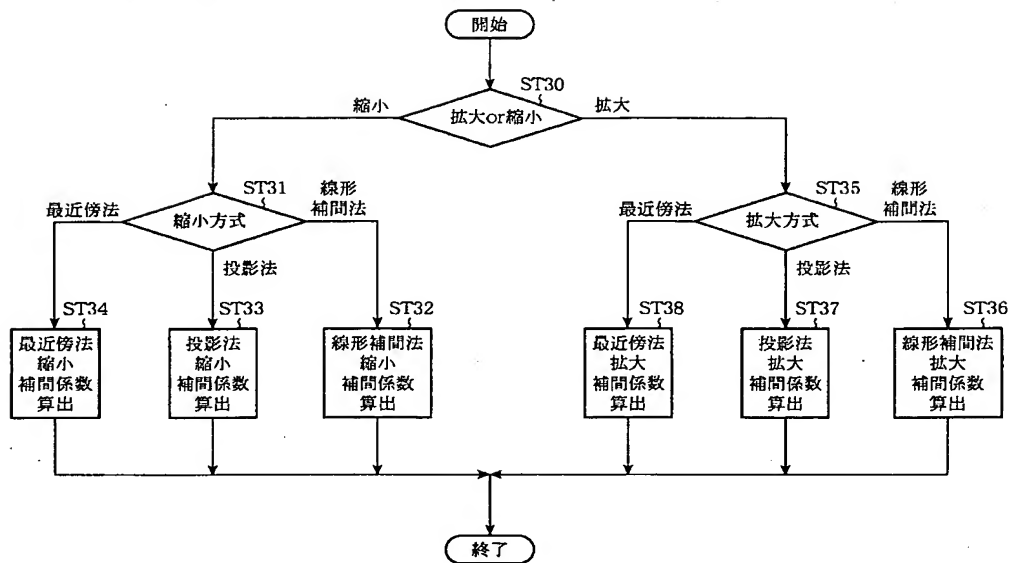 開始
ST30
縮小
拡大or縮小
拡大
ST31
最近傍法
縮小方式
線形
補間法
投影法
ST35
最近傍法
拡大方式
線形
補間法
投影法
ST34
最近傍法
縮小
補間係数
算出
ST33
投影法
縮小
補間係数
算出
ST32
線形補間法
縮小
補間係数
算出
ST38
最近傍法
拡大
補間係数
算出
ST37
投影法
拡大
補間係数
算出
ST36
線形補間法
拡大
補間係数
算出
終了